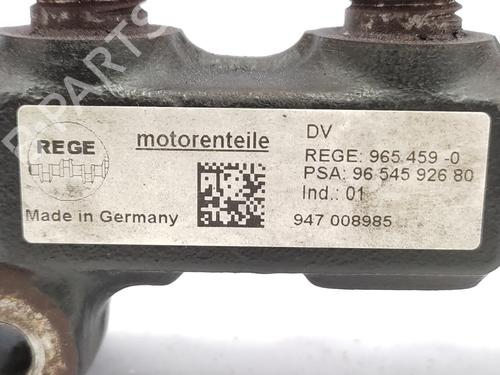 REGE
motorenteile
Made in Germany
DV
REGE: 965 459 -0
PSA: 96 545 926 80
Ind.: 01
947 008985
B-PARTS